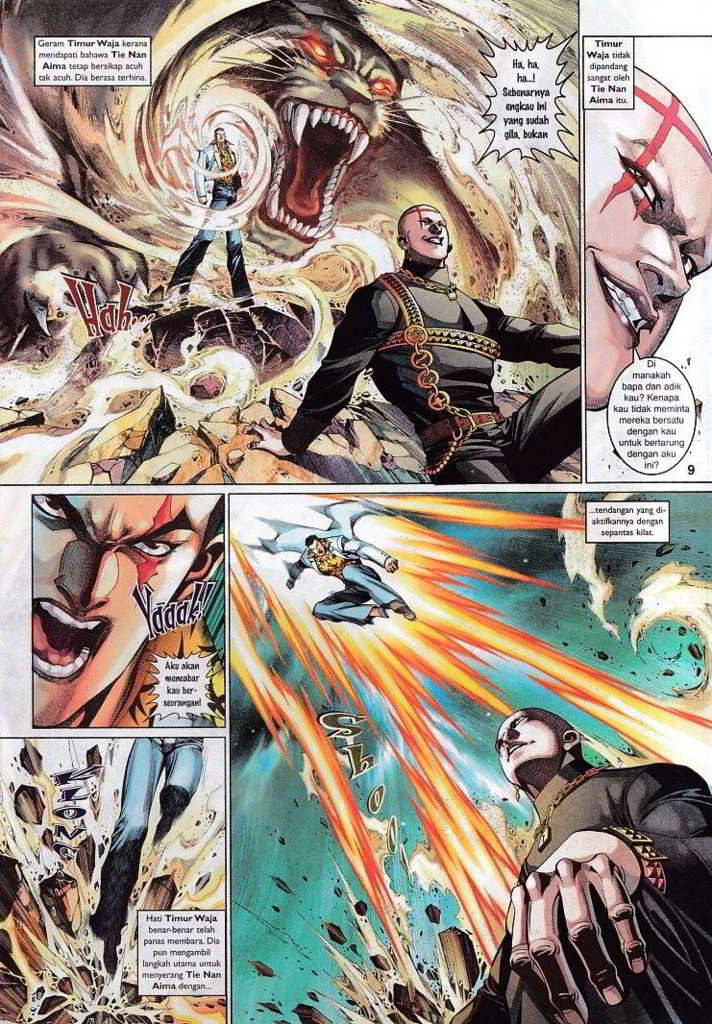 Geram Timur Waja kerana
mendapati bahawa Tie Nan
Aima tetap bersikap acuh
tak acuh. Dia berasa terhina.
Ha, ha,
ha...!
Sebenarnya
engkau ini
yang sudah
gila, bukan
Timur
Waja tidak
dipandang
sangat oleh
Tie Nan
Aima itu.
Hah
Di
manakah
bapa dan adik
kau? Kenapa
kau tidak meminta
mereka bersatu
dengan kau
untuk bertarung
dengan aku
ini?
9
Yaaa!!
Aku akan
mencabar
kau ber-
seorangan!
...tendangan yang di-
aktifkannya dengan
sepantas kilat.
Hati Timur Waja
benar-benar telah
panas membara. Dia
pun mengambil
langkah utama untuk
menyerang Tie Nan
Aima dengan...